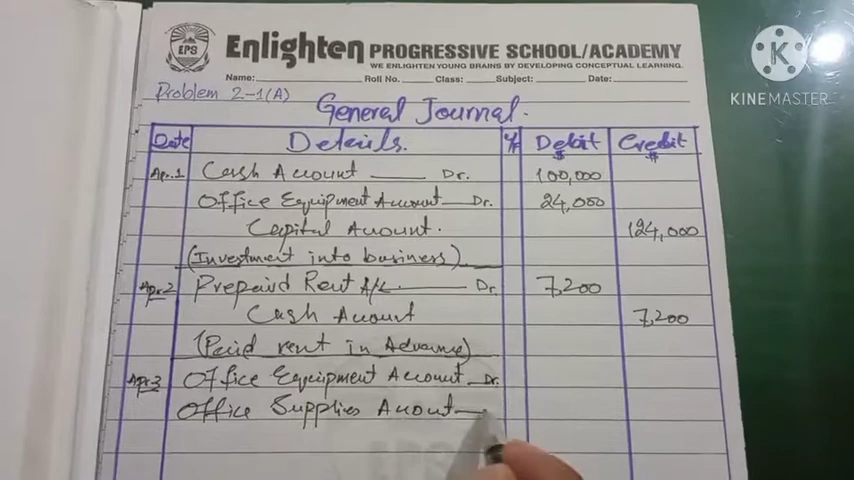 EPS
Enlighten PROGRESSIVE SCHOOL/ACADEMY
WE ENLIGHTEN YOUNG BRAINS BY DEVELOPING CONCEPTUAL LEARNING.
Name: Roll No. Class: Subject: Date:
KINEMASTER
Problem 2-1(A)
General Journal.
Date Details. Debit Credit
$ $
Apr.1 Cash Account Dr. 100,000
Office Equipment Account Dr. 24,000
Capital Account. 124,000
(Investment into business)
Apr.2 Prepaid Rent A/c Dr. 7,200
Cash Account 7,200
(Paid rent in Advance)
Apr.3 Office Equipment Account Dr.
Office Supplies Acount